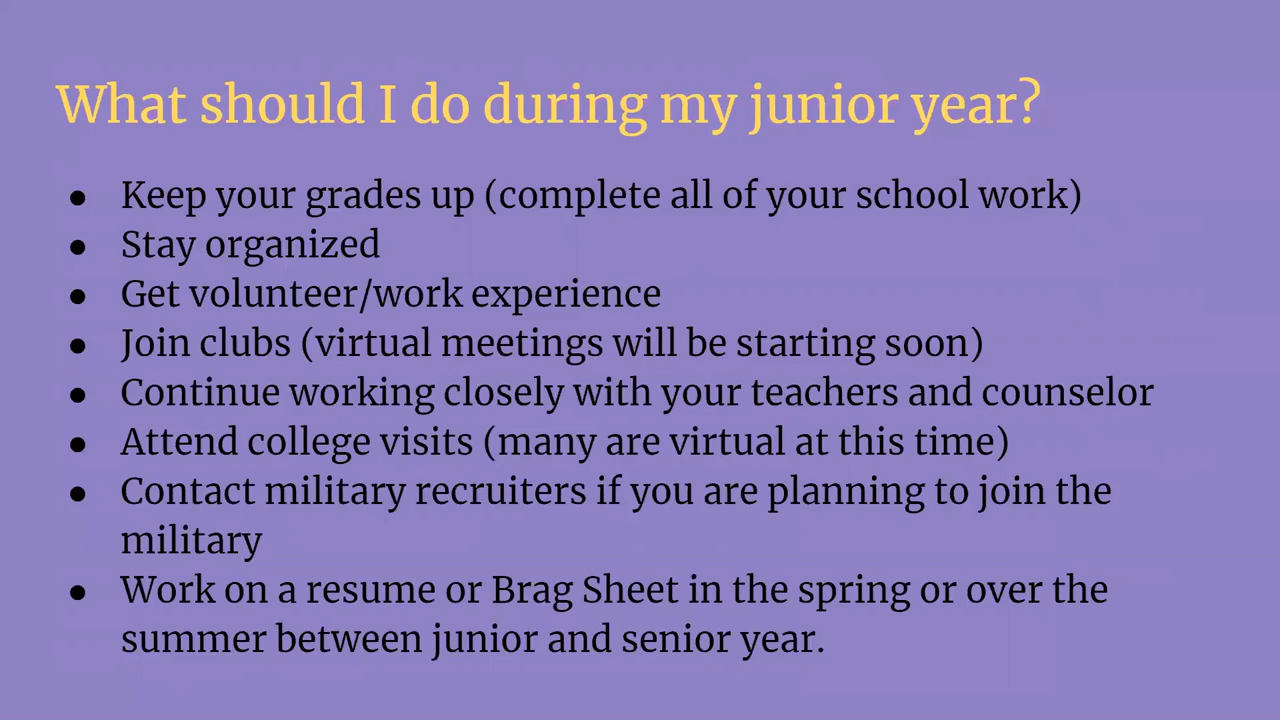 What should I do during my junior year?
● Keep your grades up (complete all of your school work)
● Stay organized
● Get volunteer/work experience
● Join clubs (virtual meetings will be starting soon)
● Continue working closely with your teachers and counselor
● Attend college visits (many are virtual at this time)
● Contact military recruiters if you are planning to join the
military
● Work on a resume or Brag Sheet in the spring or over the
summer between junior and senior year.